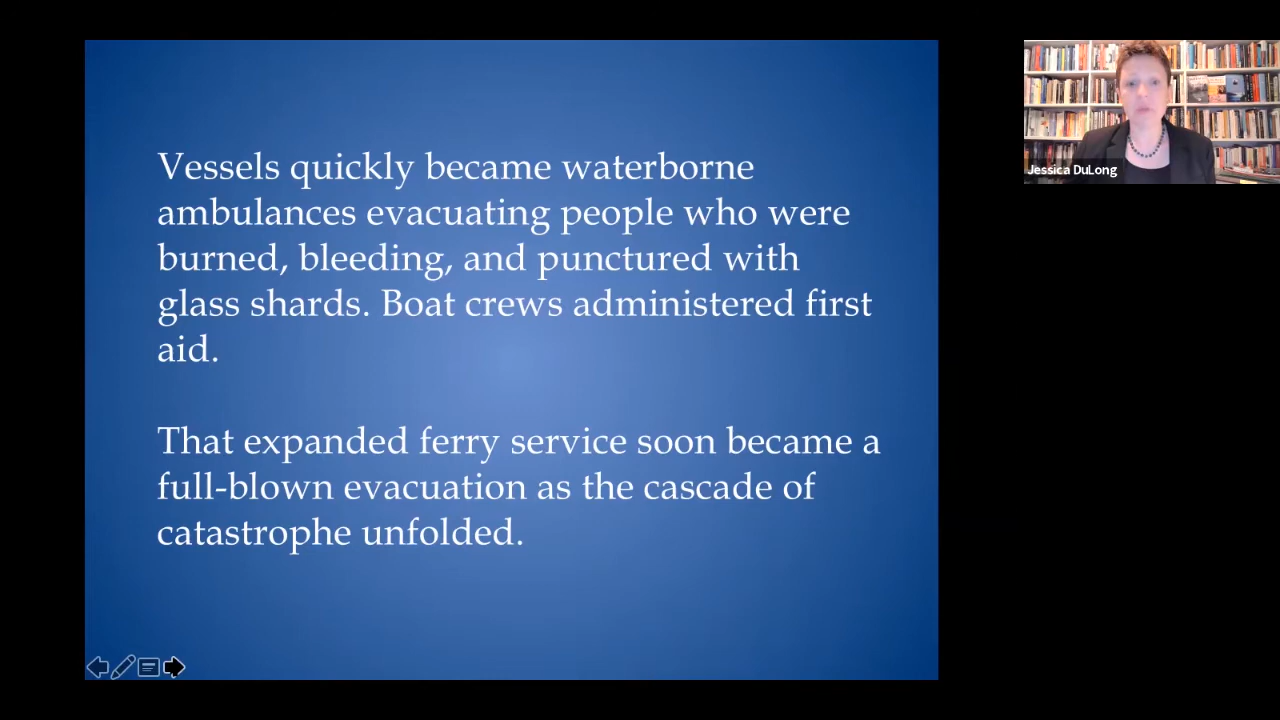 Vessels quickly became waterborne
ambulances evacuating people who were
burned, bleeding, and punctured with
glass shards. Boat crews administered first
aid.
That expanded ferry service soon became a
full-blown evacuation as the cascade of
catastrophe unfolded.
Jessica DuLong